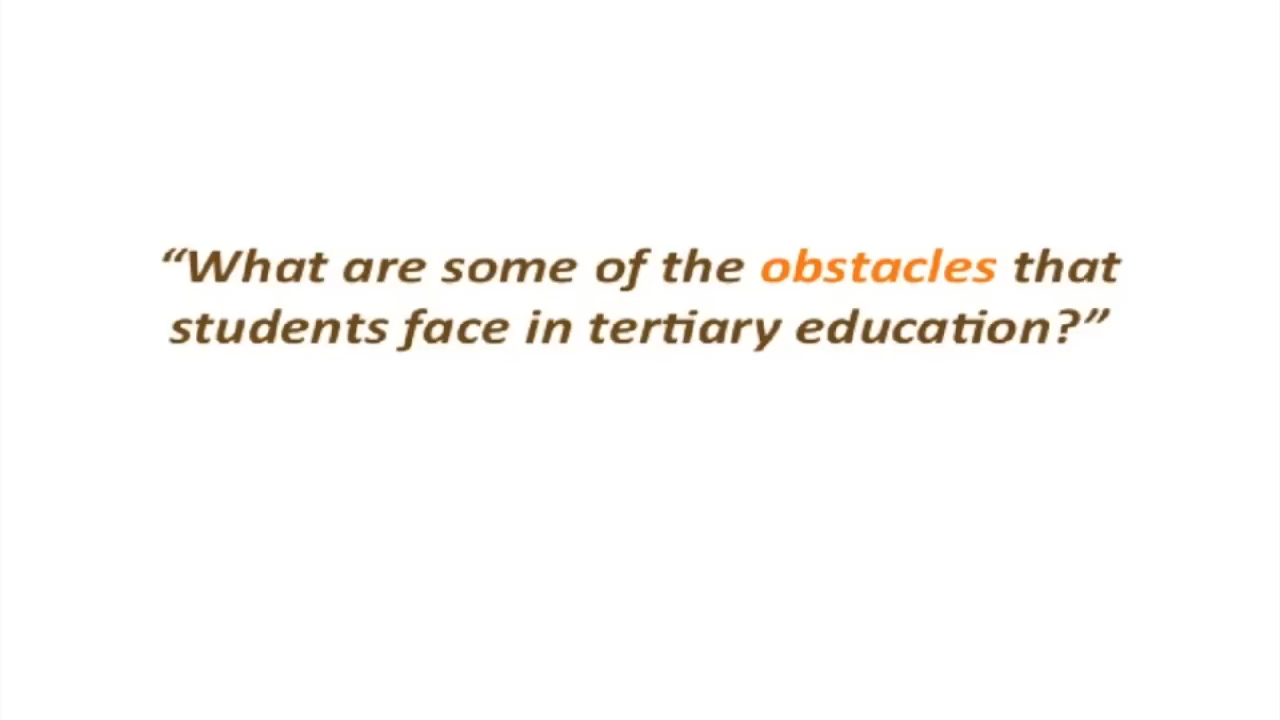 “What are some of the obstacles that
students face in tertiary education?”